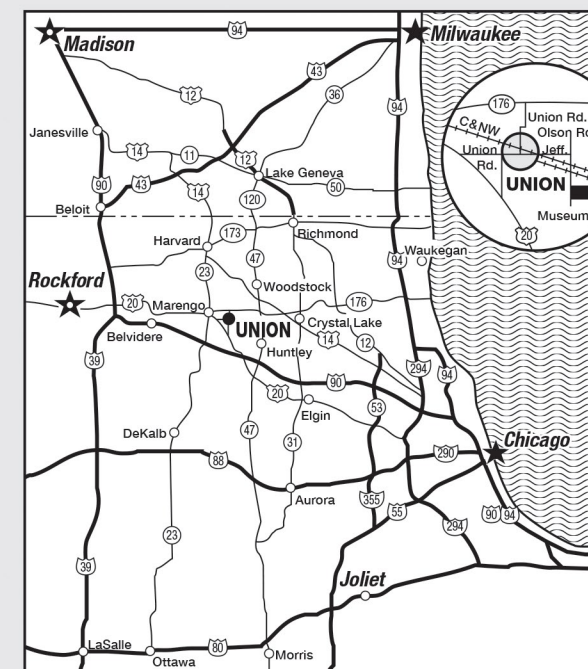 94
Madison
Milwaukee
43
12
36
94
176
Union Rd.
C&NW
Olson Rd
Janesville
14
11
12
Union
Rd.
Jeff.
Lake Geneva
UNION
90
43
14
50
120
Museum
Beloit
20
173
Richmond
Harvard
Waukegan
47
94
23
Rockford
Woodstock
20
Marengo
176
UNION
Crystal Lake
Belvidere
14
12
Huntley
39
294
94
90
20
53
Elgin
DeKalb
47
31
Chicago
290
88
Aurora
355
55
90
94
294
23
39
Joliet
LaSalle
80
Ottawa
Morris